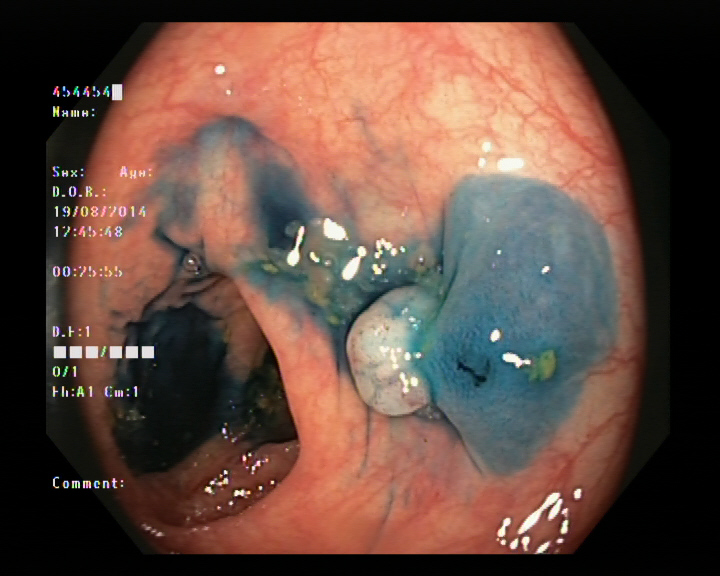 454454
Name:
Sex: Age:
D.O.B.:
19/08/2014
12:45:48
00:25:55
D.F:1
■■■/■■■
0/1
Eh:A1 Cm:1
Comment: